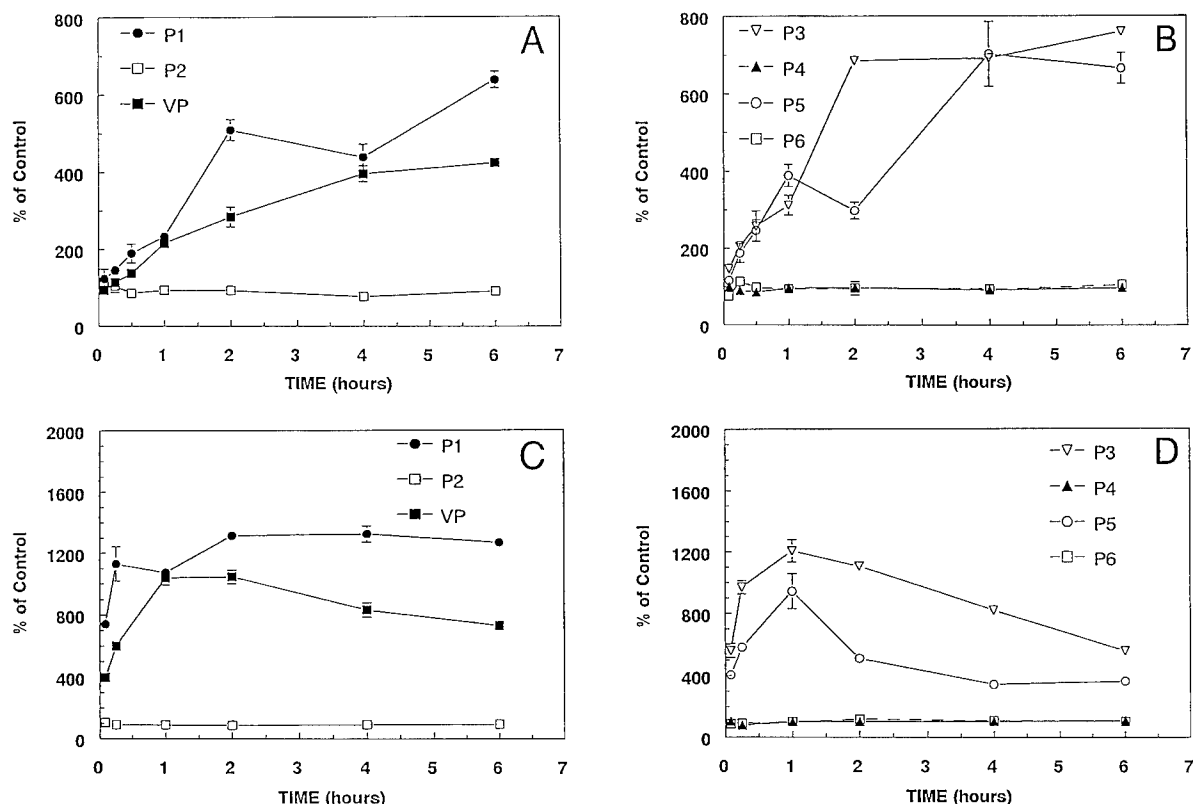 A
P1
P2
VP
800
600
400
200
0
% of Control
0 1 2 3 4 5 6 7
TIME (hours)
B
P3
P4
P5
P6
800
600
400
200
0
% of Control
0 1 2 3 4 5 6 7
TIME (hours)
C
P1
P2
VP
2000
1600
1200
800
400
0
% of Control
0 1 2 3 4 5 6 7
TIME (hours)
D
P3
P4
P5
P6
2000
1600
1200
800
400
0
% of Control
0 1 2 3 4 5 6 7
TIME (hours)